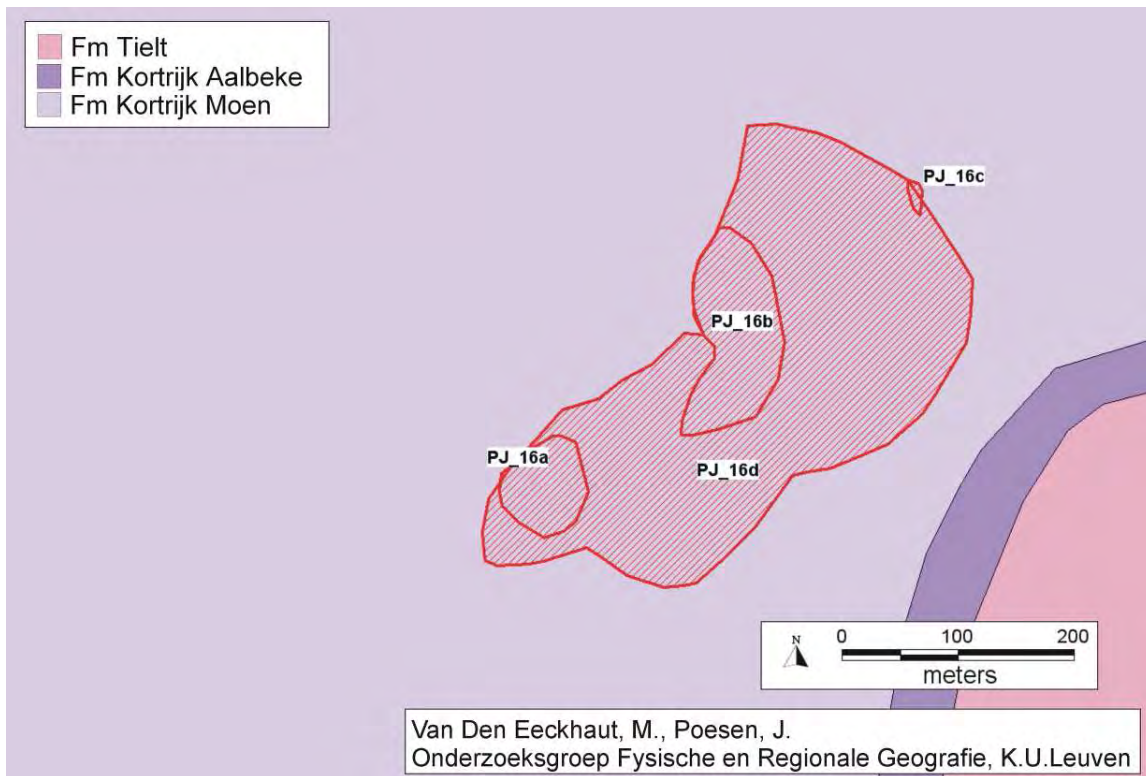 Fm Tielt
Fm Kortrijk Aalbeke
Fm Kortrijk Moen
PJ_16c
PJ_16b
PJ_16a
PJ_16d
N
0 100 200
meters
Van Den Eeckhaut, M., Poesen, J.
Onderzoeksgroep Fysische en Regionale Geografie, K.U.Leuven